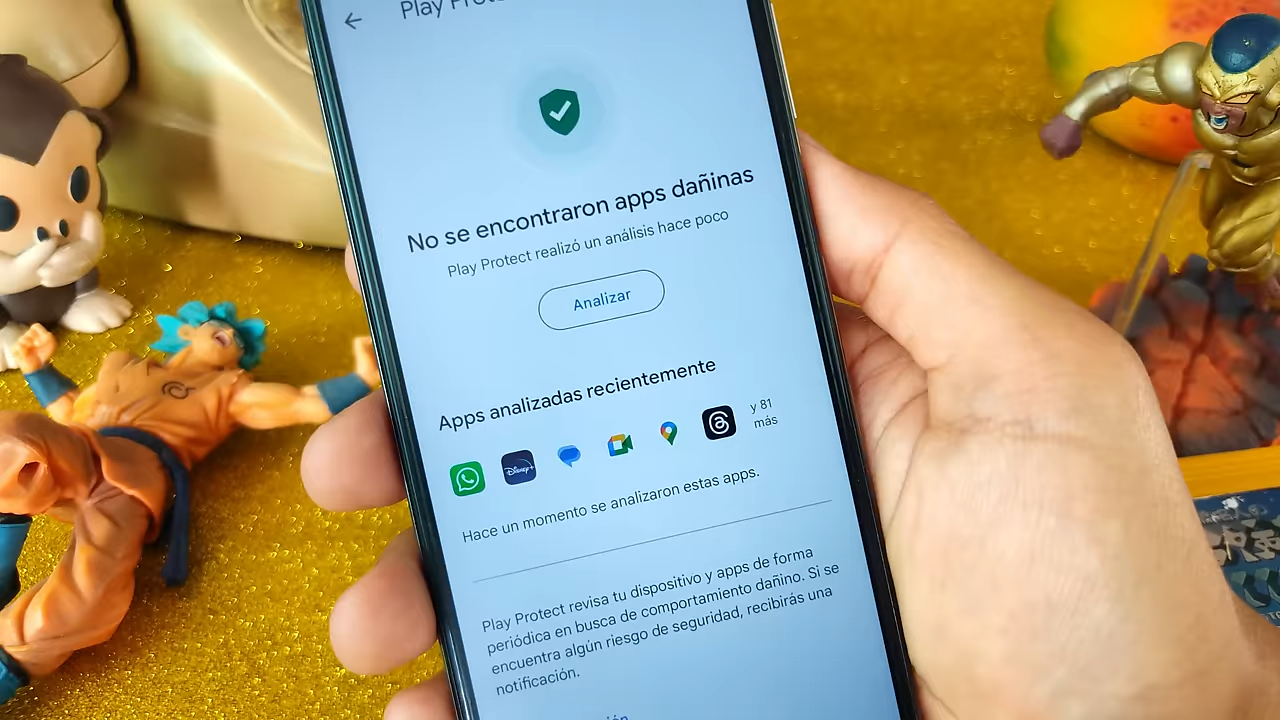 Play Prote
No se encontraron apps dañinas
Play Protect realizó un análisis hace poco
Analizar
Apps analizadas recientemente
Disney+
y 81
más
Hace un momento se analizaron estas apps.
Play Protect revisa tu dispositivo y apps de forma
periódica en busca de comportamiento dañino. Si se
encuentra algún riesgo de seguridad, recibirás una
notificación.